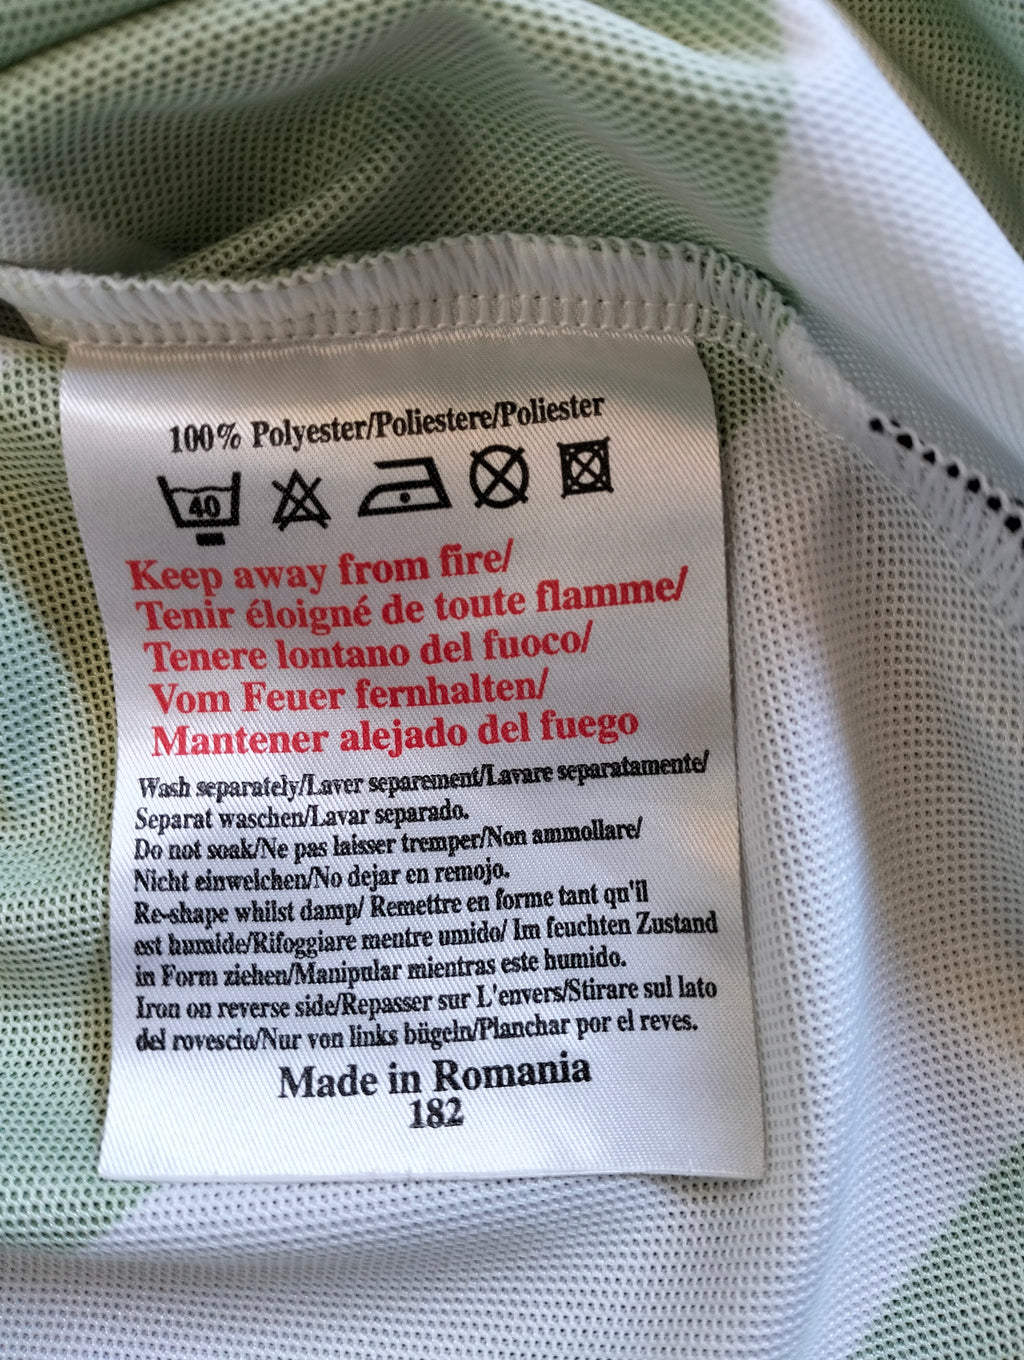 100% Polyester/Poliestere/Poliester
40
Keep away from fire/
Tenir éloigné de toute flamme/
Tenere lontano del fuoco/
Vom Feuer fernhalten/
Mantener alejado del fuego
Wash separately/Laver separement/Lavare separatamente/
Separat waschen/Lavar separado.
Do not soak/Ne pas laisser tremper/Non ammollare/
Nicht einwelchen/No dejar en remojo.
Re-shape whilst damp/ Remettre en forme tant qu'il
est humide/Rifoggiare mentre umido/ Im feuchten Zustand
in Form ziehen/Manipular mientras este humido.
Iron on reverse side/Repasser sur L'envers/Stirare sul lato
del rovescio/Nur von links bügeln/Planchar por el reves.
Made in Romania
182